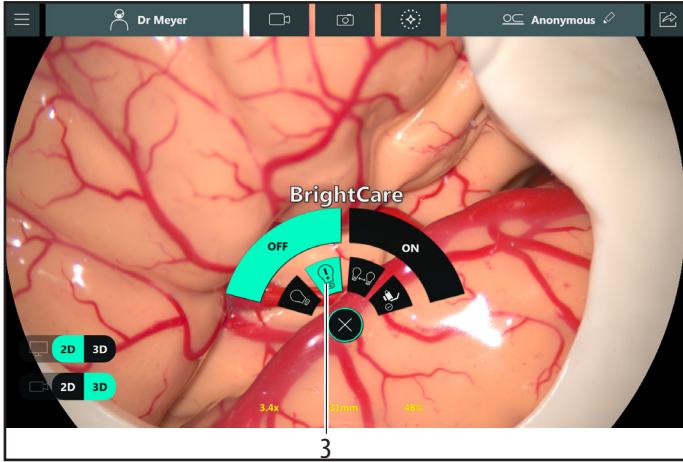 Dr Meyer
Anonymous
BrightCare
OFF
ON
2D 3D
2D 3D
3.4x 48%
3